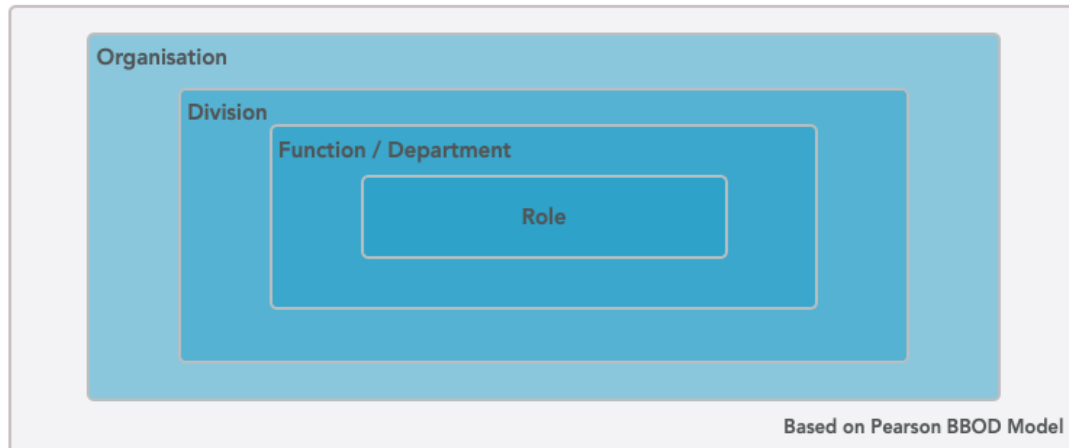 Organisation
Division
Function / Department
Role
Based on Pearson BBOD Model